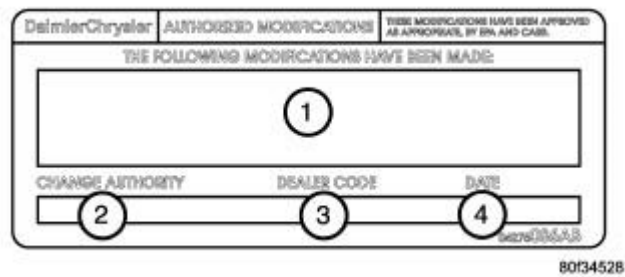 DaimlerChrysler AUTHORIZED MODIFICATIONS THESE MODIFICATIONS HAVE BEEN APPROVED
AS APPROPRIATE, BY EPA AND CARB.
THE FOLLOWING MODIFICATIONS HAVE BEEN MADE:
1
CHANGE AUTHORITY DEALER CODE DATE
2 3 4
80f34528